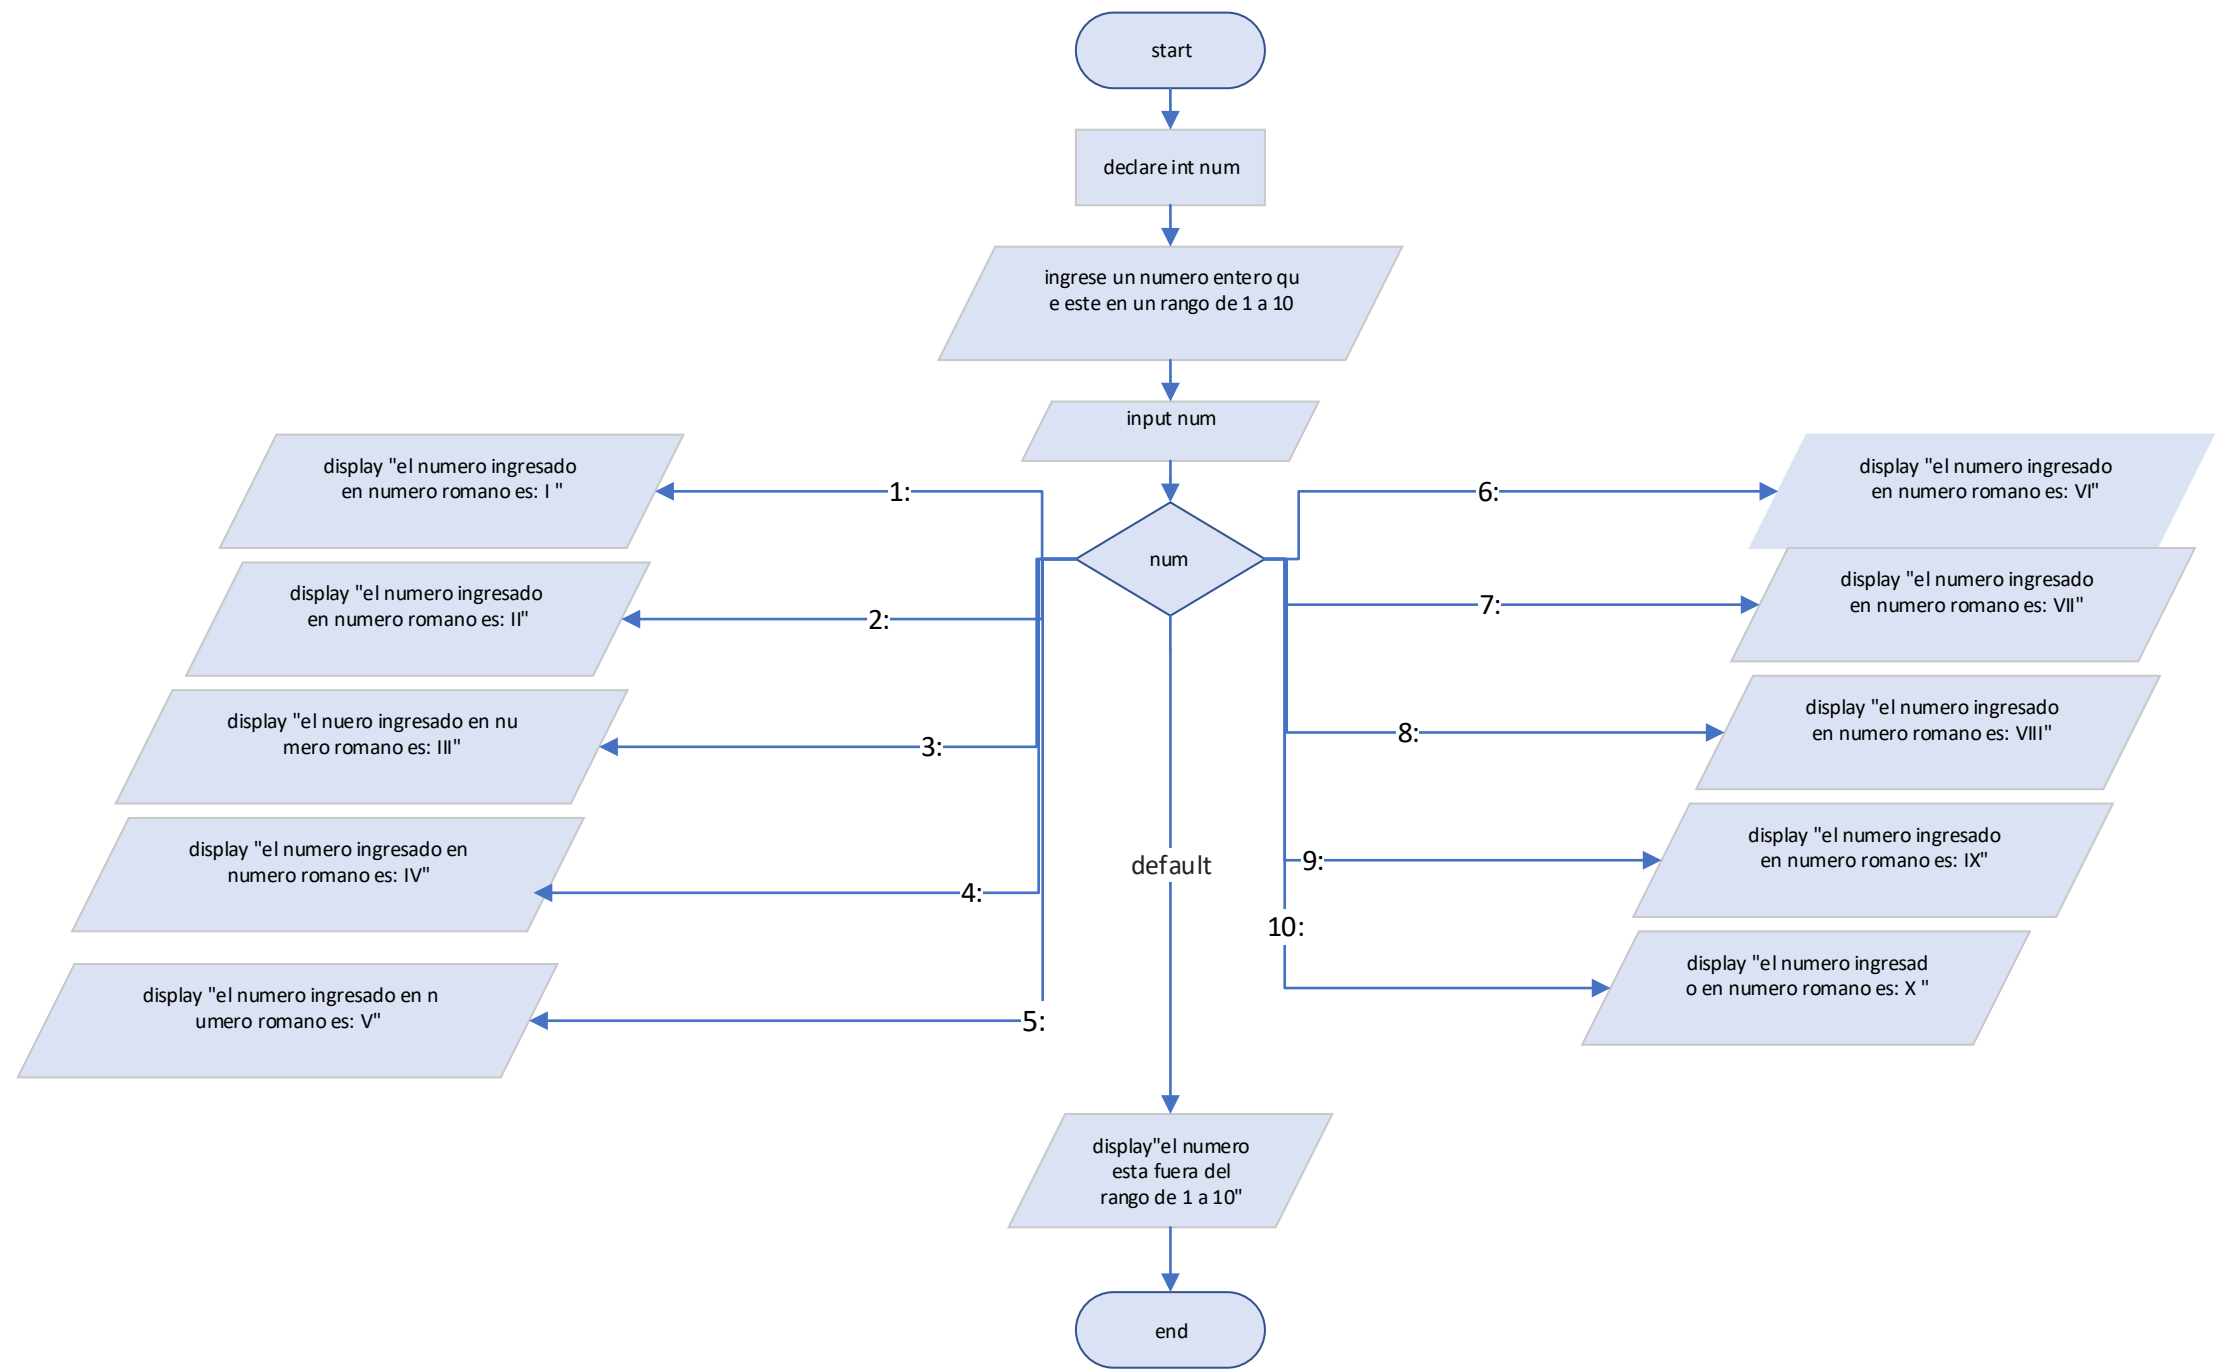 start
declare int num
ingrese un numero entero qu
e este en un rango de 1 a 10
input num
num
1:
display "el numero ingresado
en numero romano es: I "
2:
display "el numero ingresado
en numero romano es: II"
3:
display "el nuero ingresado en nu
mero romano es: III"
4:
display "el numero ingresado en
numero romano es: IV"
5:
display "el numero ingresado en n
umero romano es: V"
6:
display "el numero ingresado
en numero romano es: VI"
7:
display "el numero ingresado
en numero romano es: VII"
8:
display "el numero ingresado
en numero romano es: VIII"
9:
display "el numero ingresado
en numero romano es: IX"
10:
display "el numero ingresad
o en numero romano es: X "
default
display"el numero
esta fuera del
rango de 1 a 10"
end